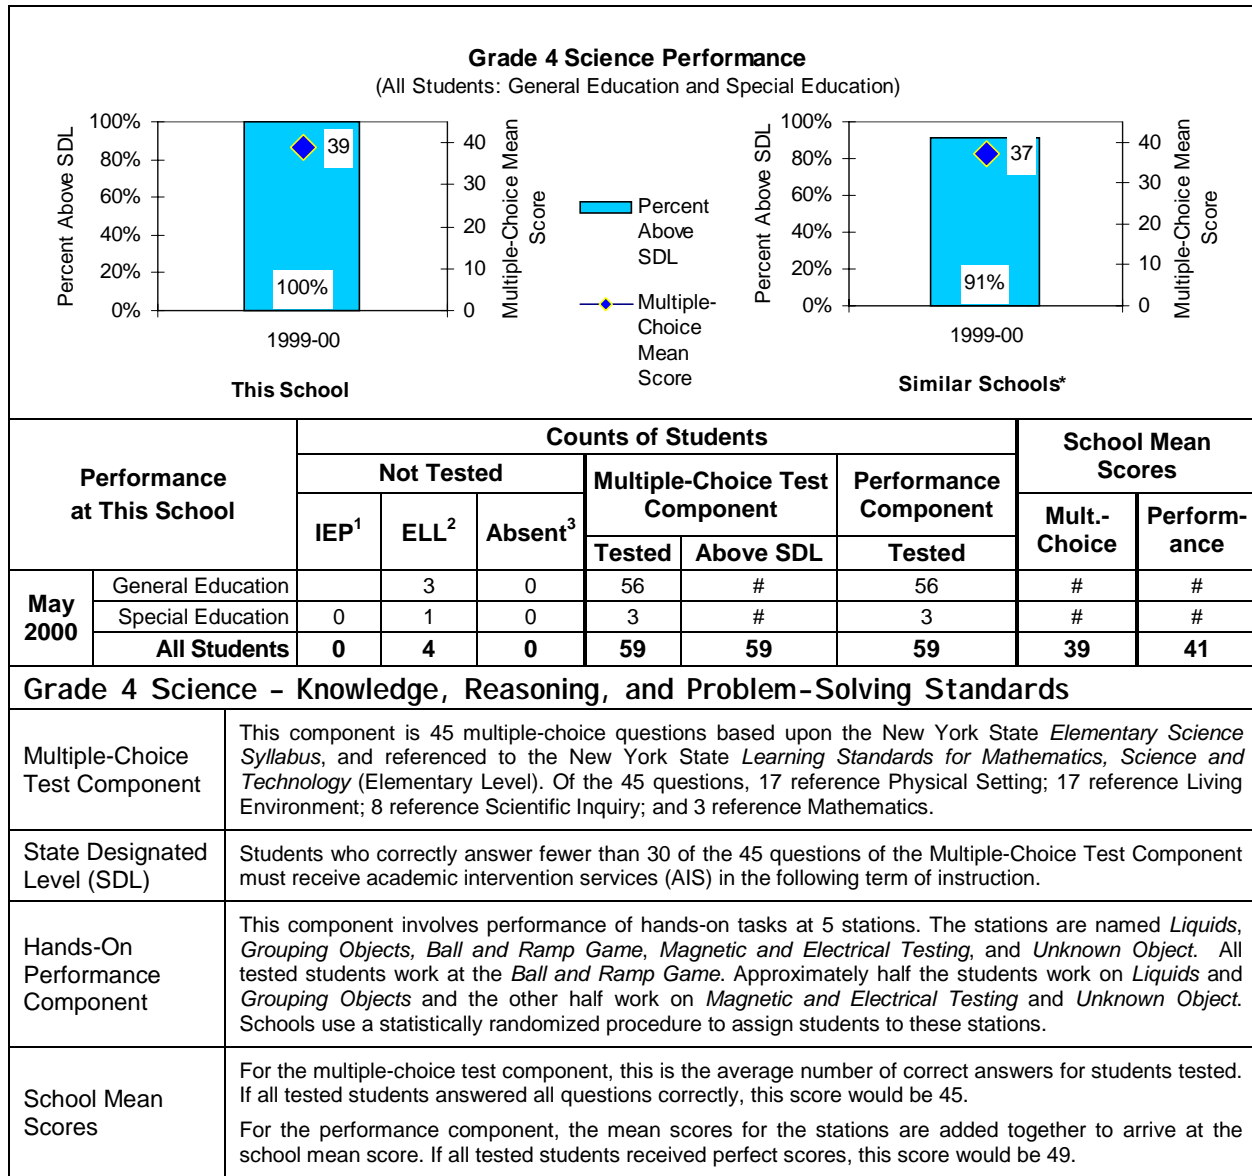 Grade 4 Science Performance
(All Students: General Education and Special Education)
Percent Above SDL
100%
80%
60%
40%
20%
0%
39
100%
40
30
20
10
0
Multiple-Choice Mean
Score
1999-00
This School
Percent
Above
SDL
Multiple-
Choice
Mean
Score
Percent Above SDL
100%
80%
60%
40%
20%
0%
37
91%
40
30
20
10
0
Multiple-Choice Mean
Score
1999-00
Similar Schools*
Performance
at This School
Counts of Students
School Mean
Scores
Not Tested
Multiple-Choice Test
Component
Performance
Component
IEP1 ELL2 Absent3
Mult.-
Choice
Perform-
ance
Tested Above SDL Tested
May
2000
General Education 3 0 56 # 56 # #
Special Education 0 1 0 3 # 3 # #
All Students 0 4 0 59 59 59 39 41
Grade 4 Science – Knowledge, Reasoning, and Problem-Solving Standards
Multiple-Choice
Test Component
This component is 45 multiple-choice questions based upon the New York State Elementary Science
Syllabus, and referenced to the New York State Learning Standards for Mathematics, Science and
Technology (Elementary Level). Of the 45 questions, 17 reference Physical Setting; 17 reference Living
Environment; 8 reference Scientific Inquiry; and 3 reference Mathematics.
State Designated
Level (SDL)
Students who correctly answer fewer than 30 of the 45 questions of the Multiple-Choice Test Component
must receive academic intervention services (AIS) in the following term of instruction.
Hands-On
Performance
Component
This component involves performance of hands-on tasks at 5 stations. The stations are named Liquids,
Grouping Objects, Ball and Ramp Game, Magnetic and Electrical Testing, and Unknown Object. All
tested students work at the Ball and Ramp Game. Approximately half the students work on Liquids and
Grouping Objects and the other half work on Magnetic and Electrical Testing and Unknown Object.
Schools use a statistically randomized procedure to assign students to these stations.
School Mean
Scores
For the multiple-choice test component, this is the average number of correct answers for students tested.
If all tested students answered all questions correctly, this score would be 45.
For the performance component, the mean scores for the stations are added together to arrive at the
school mean score. If all tested students received perfect scores, this score would be 49.